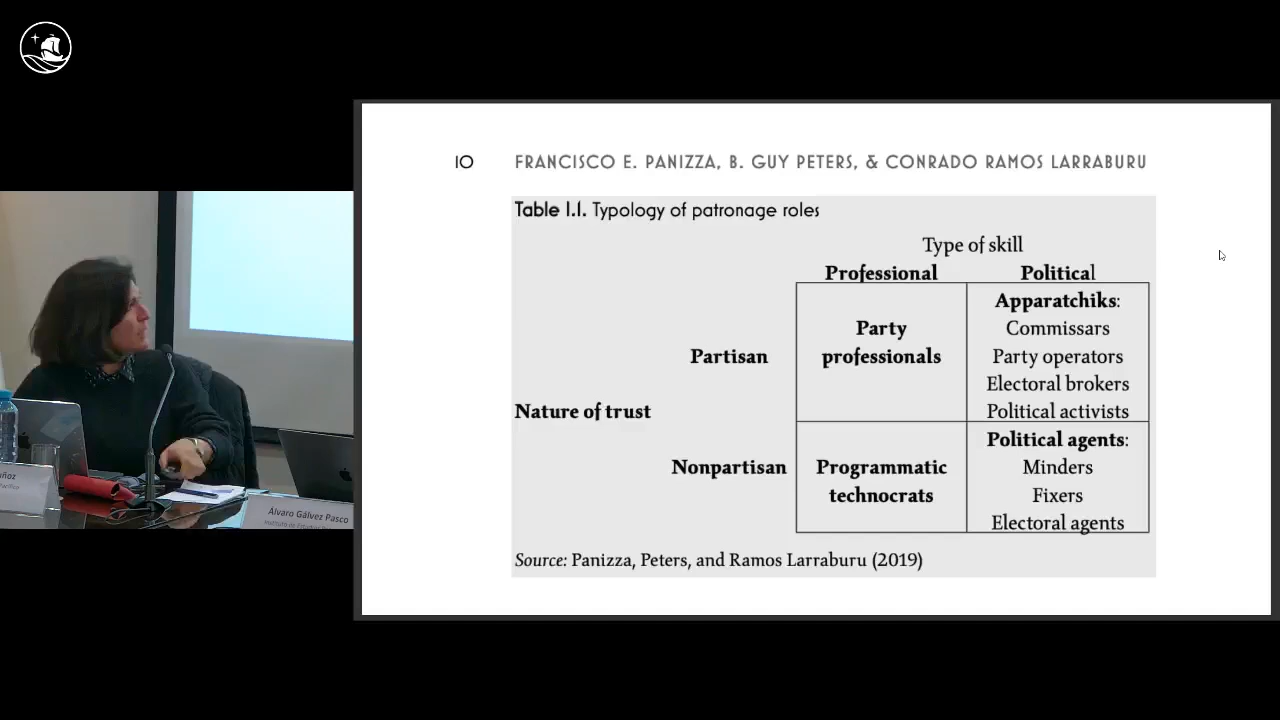 10 FRANCISCO E. PANIZZA, B. GUY PETERS, & CONRADO RAMOS LARRABURU
Table 1.1. Typology of patronage roles
Type of skill
Professional Political
Nature of trust
Partisan
Party
professionals
Apparatchiks:
Commissars
Party operators
Electoral brokers
Political activists
Nonpartisan
Programmatic
technocrats
Political agents:
Minders
Fixers
Electoral agents
Source: Panizza, Peters, and Ramos Larraburu (2019)
Álvaro Gálvez Pasco